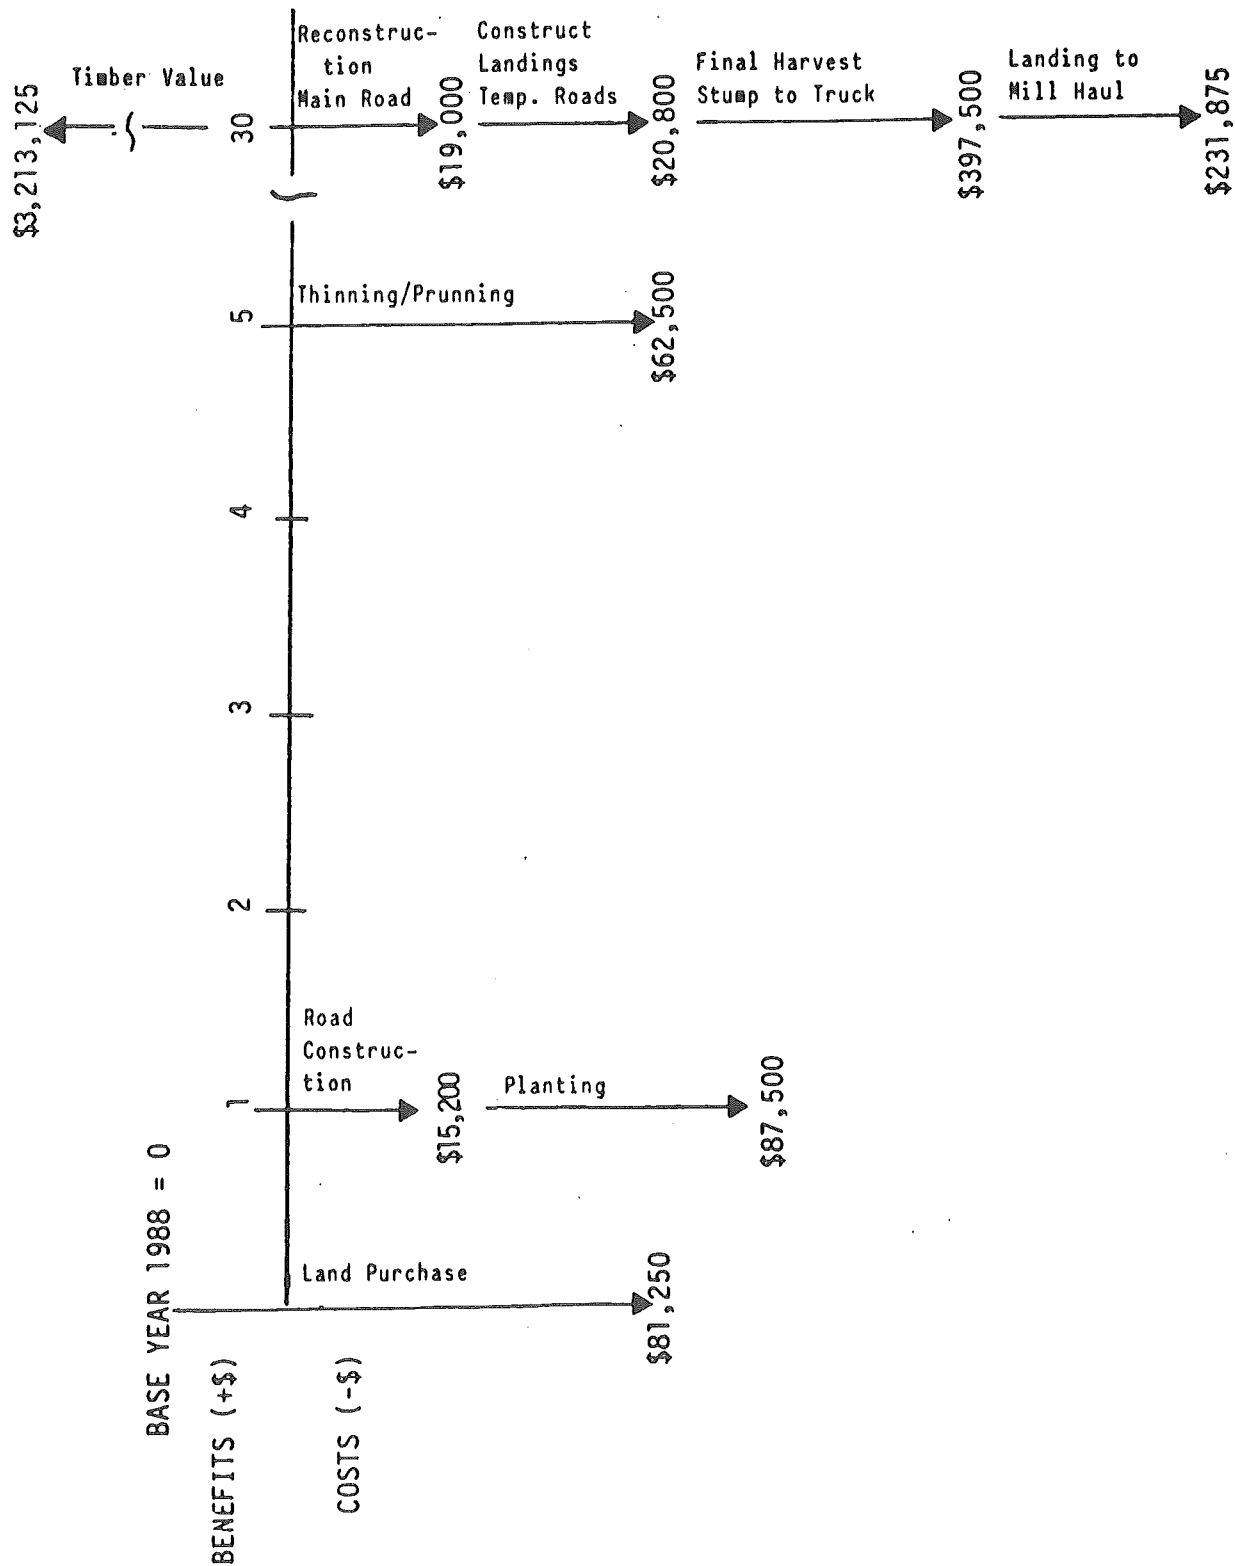 BASE YEAR 1988 = 0
BENEFITS (+$)
COSTS (-$)
Land Purchase
$81,250
1
Road
Construc-
tion
$15,200
Planting
$87,500
2
3
4
5
Thinning/Prunning
$62,500
30
Timber Value
$3,213,125
Reconstruc-
tion
Main Road
$19,000
Construct
Landings
Temp. Roads
$20,800
Final Harvest
Stump to Truck
$397,500
Landing to
Mill Haul
$231,875